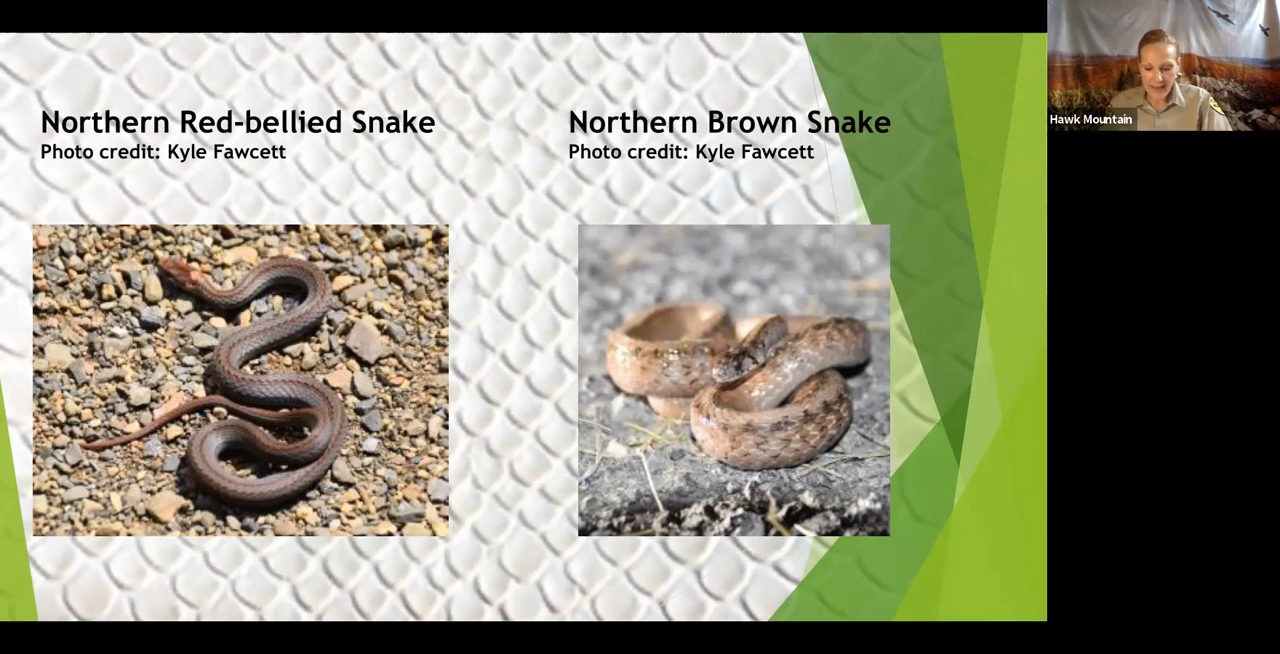 Northern Red-bellied Snake
Photo credit: Kyle Fawcett
Northern Brown Snake
Photo credit: Kyle Fawcett
Hawk Mountain